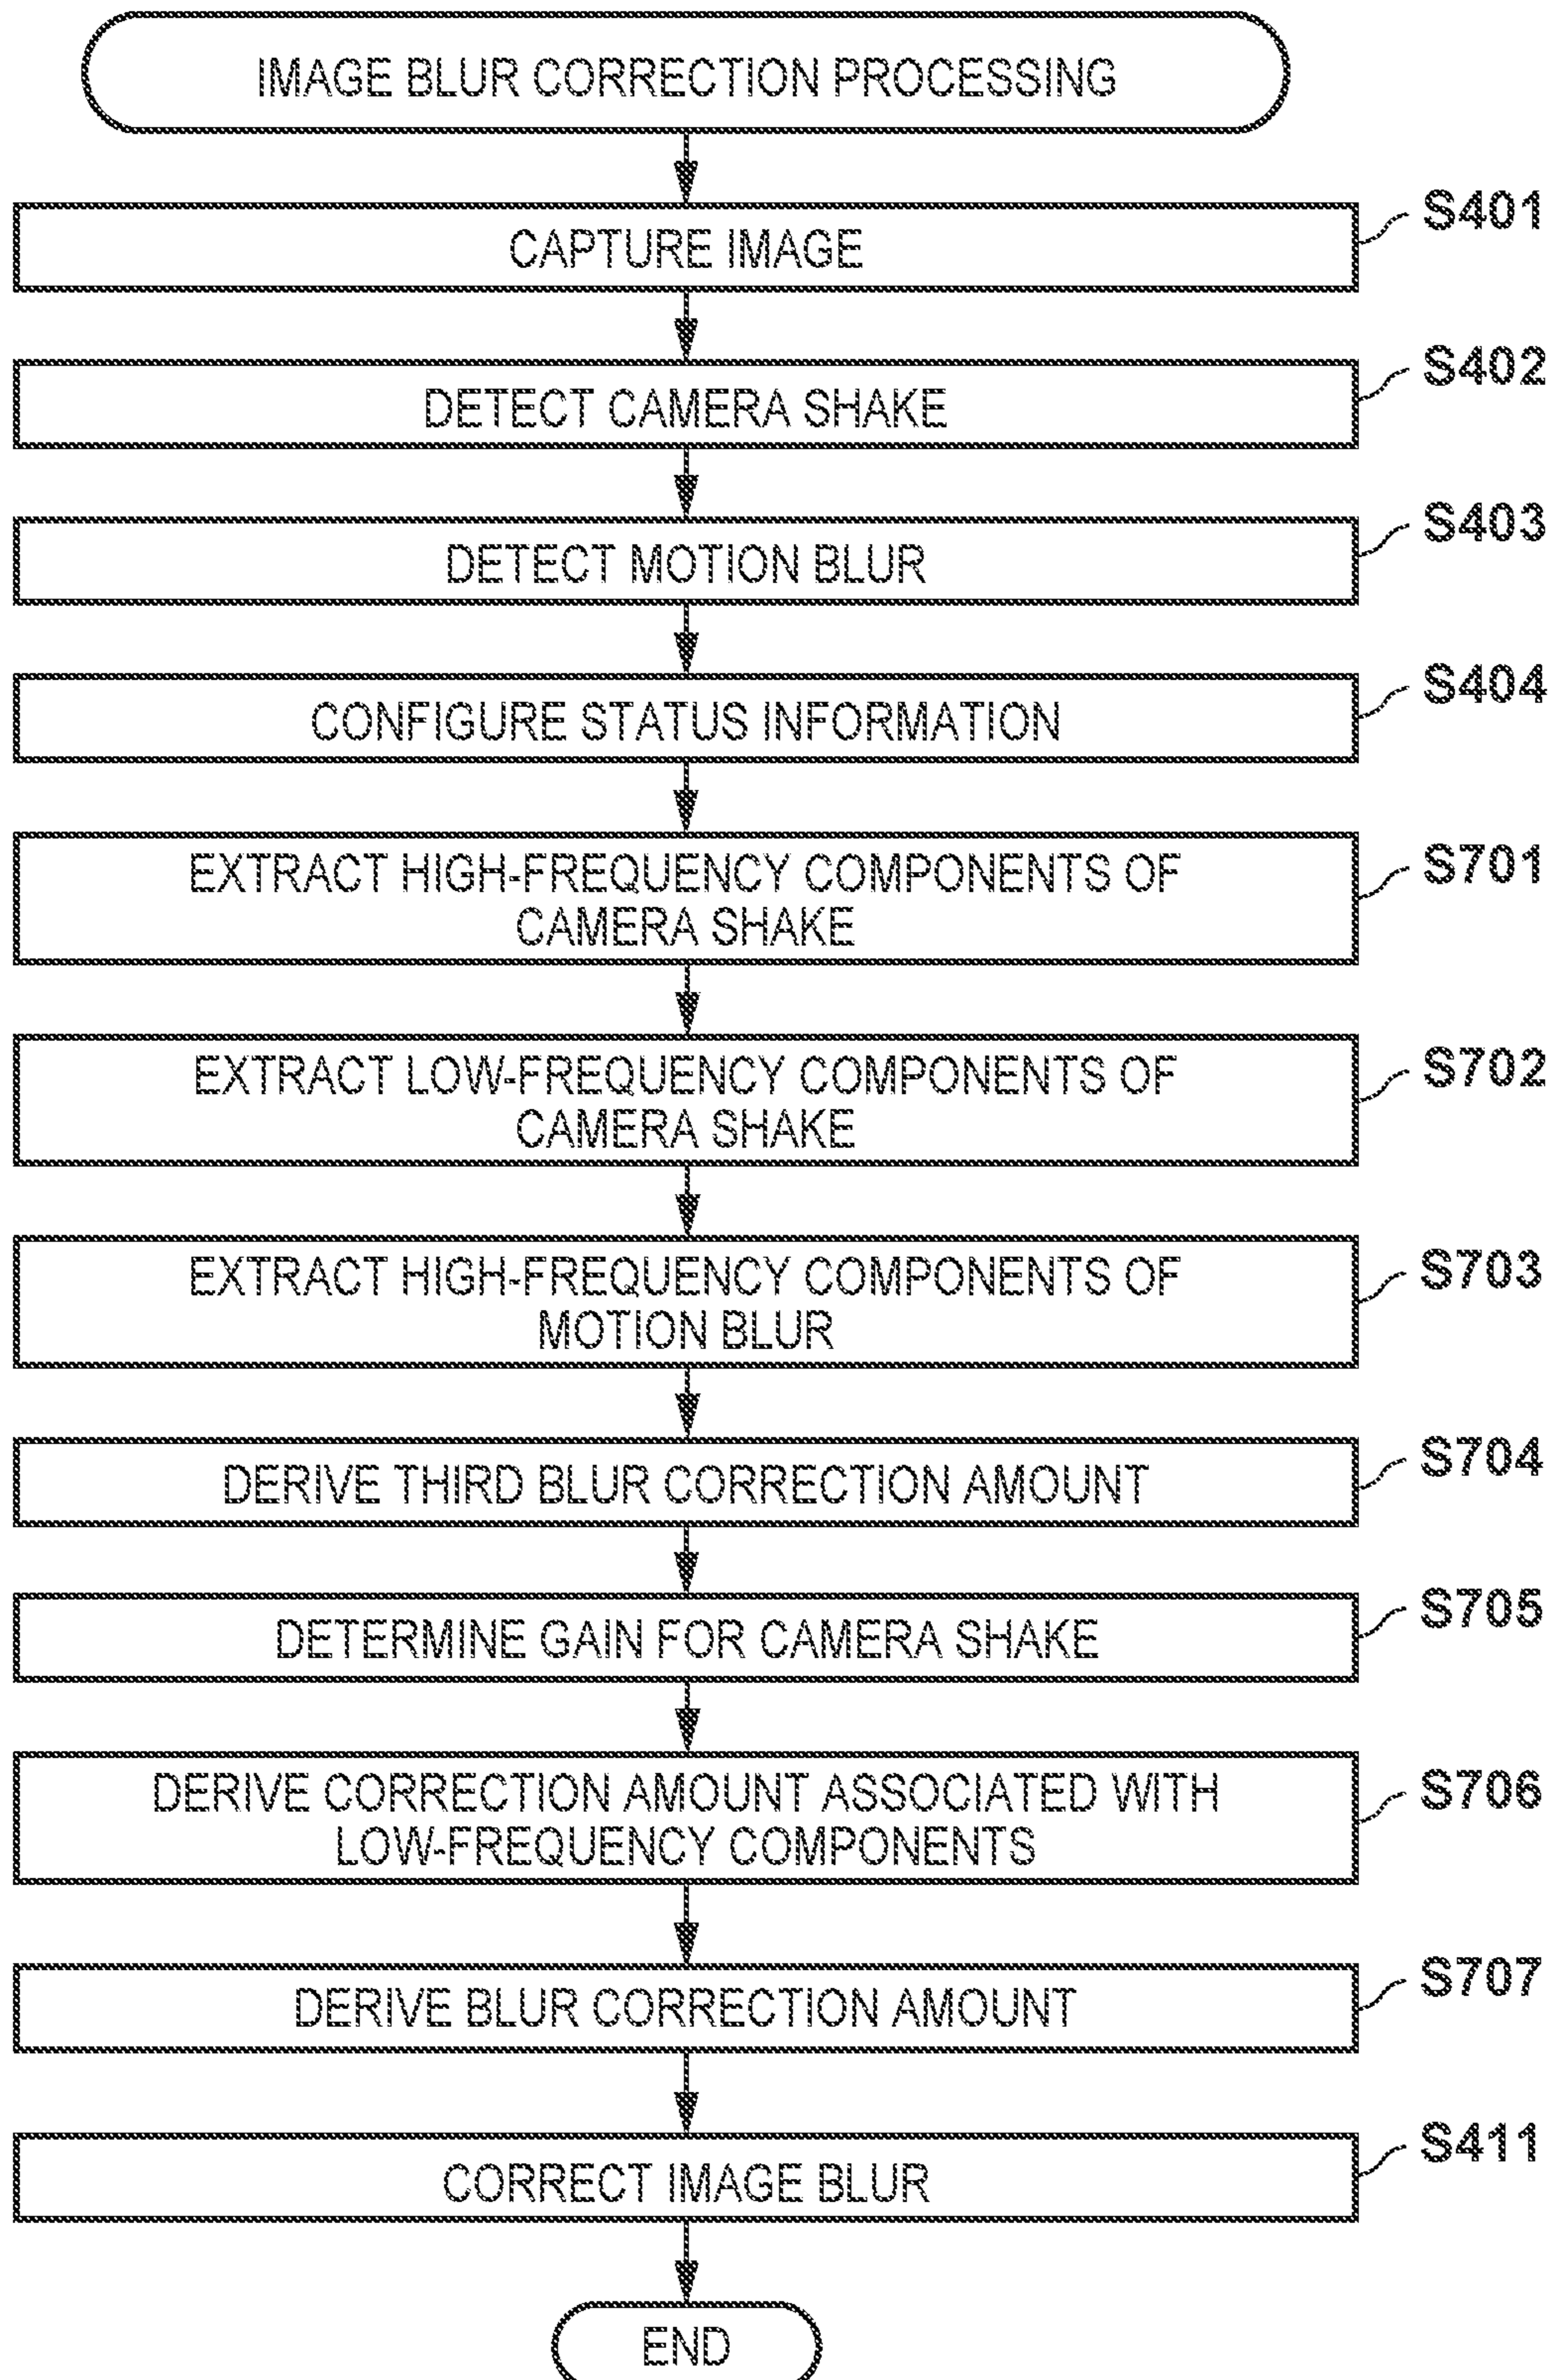 IMAGE BLUR CORRECTION PROCESSING
S401
CAPTURE IMAGE
S402
DETECT CAMERA SHAKE
S403
DETECT MOTION BLUR
S404
CONFIGURE STATUS INFORMATION
S701
EXTRACT HIGH-FREQUENCY COMPONENTS OF
CAMERA SHAKE
S702
EXTRACT LOW-FREQUENCY COMPONENTS OF
CAMERA SHAKE
S703
EXTRACT HIGH-FREQUENCY COMPONENTS OF
MOTION BLUR
S704
DERIVE THIRD BLUR CORRECTION AMOUNT
S705
DETERMINE GAIN FOR CAMERA SHAKE
S706
DERIVE CORRECTION AMOUNT ASSOCIATED WITH
LOW-FREQUENCY COMPONENTS
S707
DERIVE BLUR CORRECTION AMOUNT
S411
CORRECT IMAGE BLUR
END